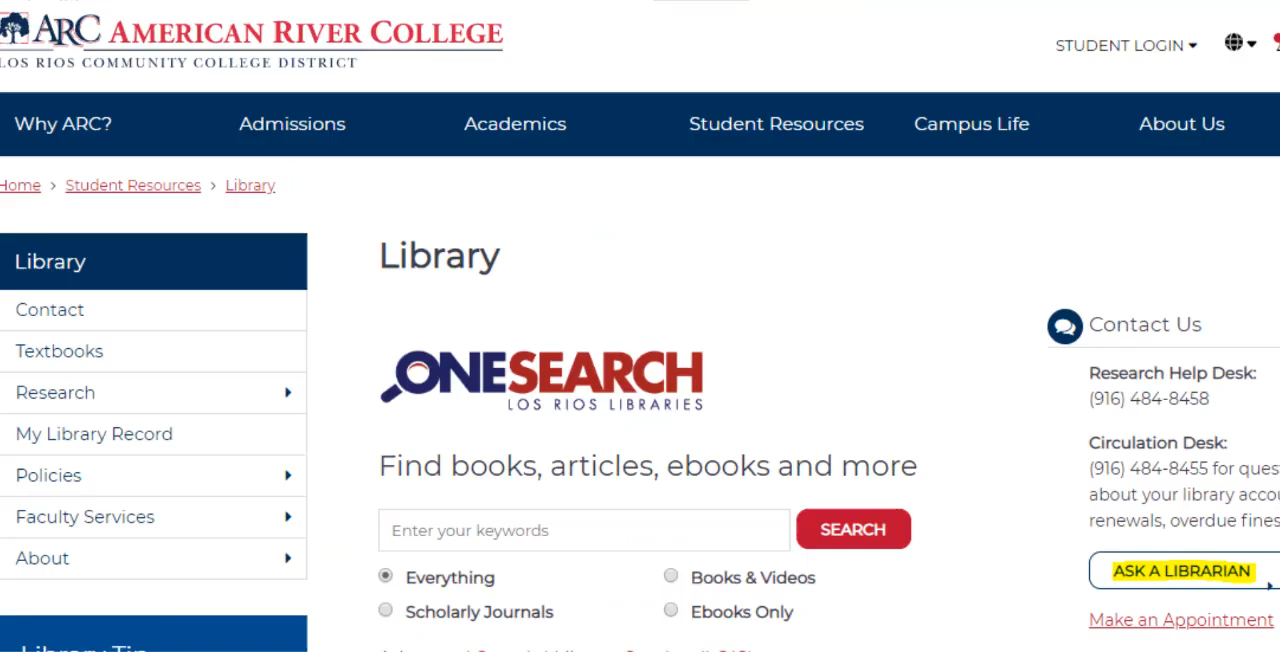 ARC AMERICAN RIVER COLLEGE
LOS RIOS COMMUNITY COLLEGE DISTRICT
STUDENT LOGIN
Why ARC?
Admissions
Academics
Student Resources
Campus Life
About Us
Home > Student Resources > Library
Library
Contact
Textbooks
Research
My Library Record
Policies
Faculty Services
About
Library Tip
Library
ONESEARCH
LOS RIOS LIBRARIES
Find books, articles, ebooks and more
Enter your keywords
SEARCH
Everything
Books & Videos
Scholarly Journals
Ebooks Only
Contact Us
Research Help Desk:
(916) 484-8458
Circulation Desk:
(916) 484-8455 for quest
about your library accou
renewals, overdue fines
ASK A LIBRARIAN
Make an Appointment